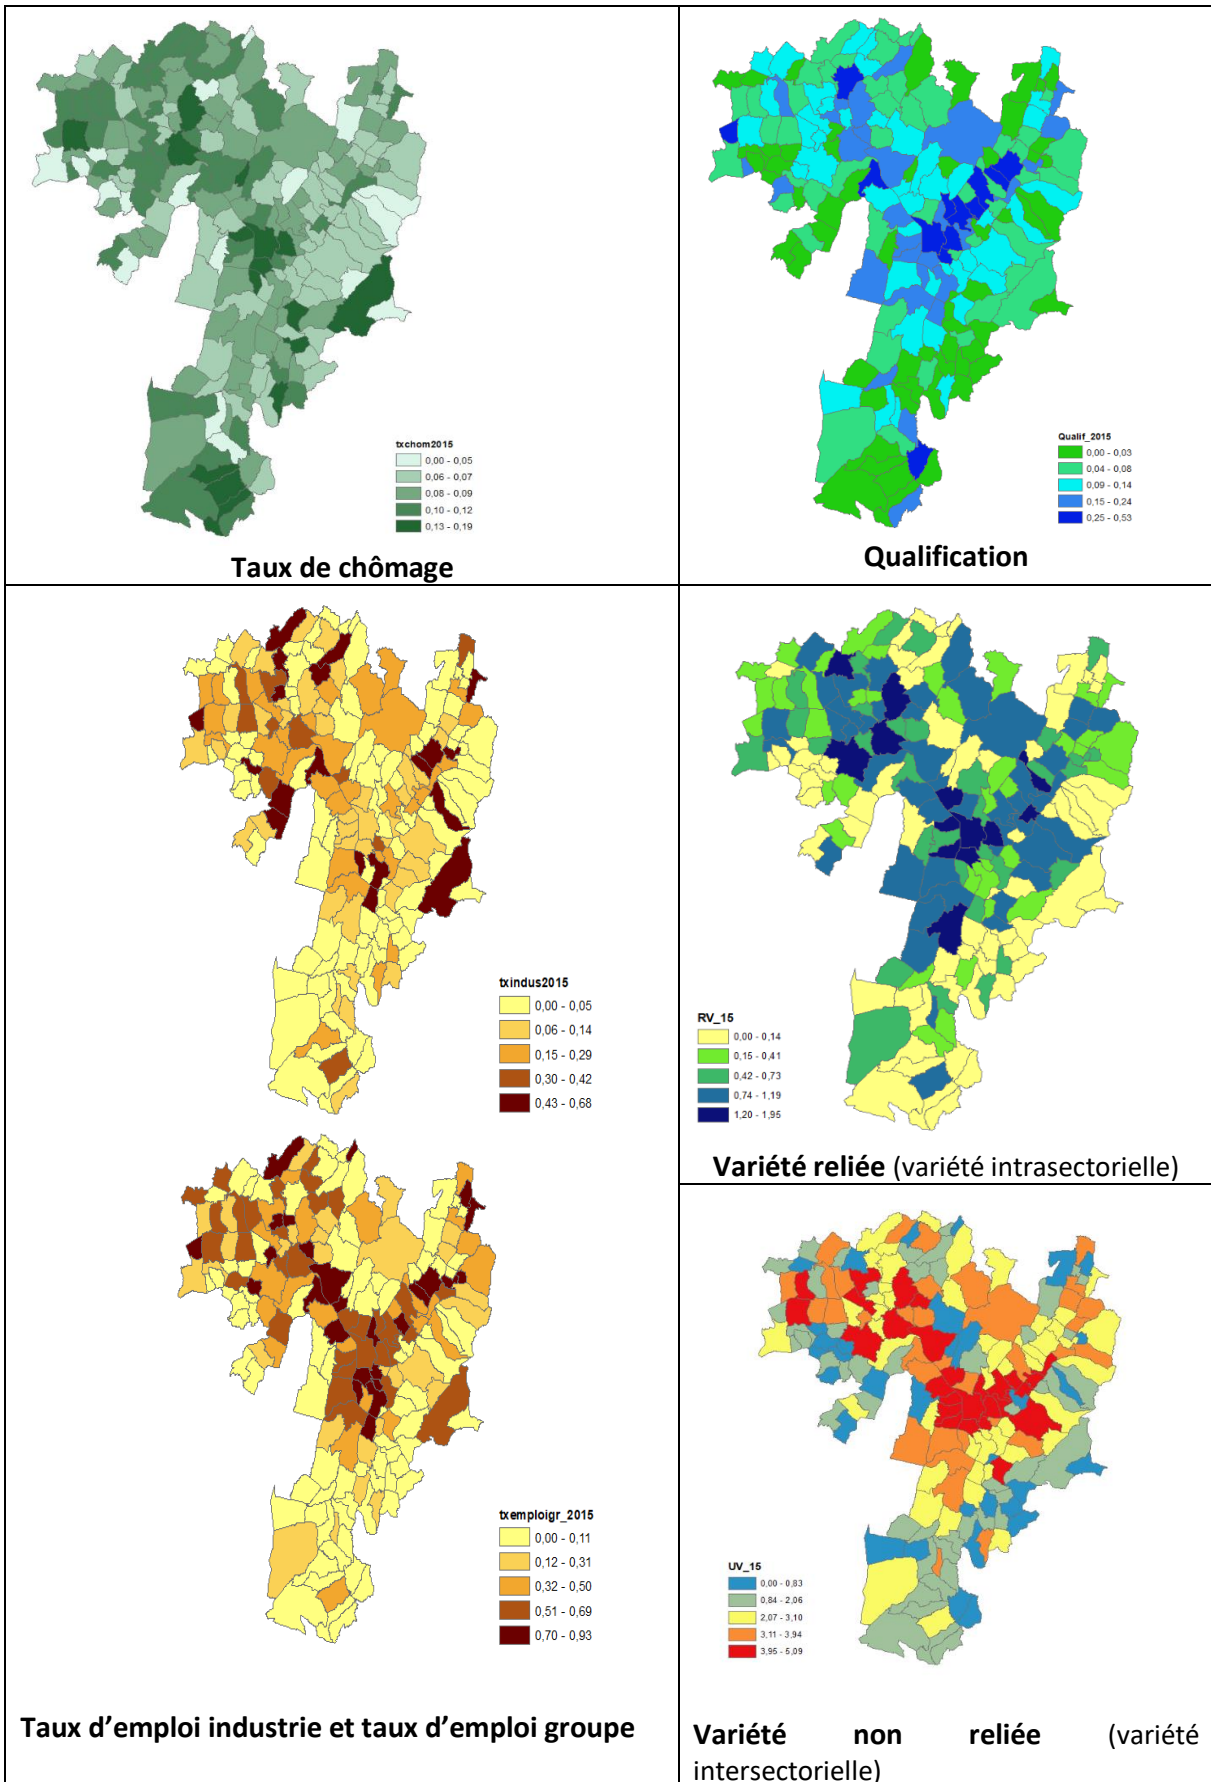 txchom2015
0,00 - 0,05
0,06 - 0,07
0,08 - 0,09
0,10 - 0,12
0,13 - 0,19
Taux de chômage
Qualif_2015
0,00 - 0,03
0,04 - 0,08
0,09 - 0,14
0,15 - 0,24
0,25 - 0,53
Qualification
txindus2015
0,00 - 0,05
0,06 - 0,14
0,15 - 0,29
0,30 - 0,42
0,43 - 0,68
txemploigr_2015
0,00 - 0,11
0,12 - 0,31
0,32 - 0,50
0,51 - 0,69
0,70 - 0,93
Taux d'emploi industrie et taux d'emploi groupe
RV_15
0,00 - 0,14
0,15 - 0,41
0,42 - 0,73
0,74 - 1,19
1,20 - 1,95
Variété reliée (variété intrasectorielle)
UV_15
0,00 - 0,83
0,84 - 2,06
2,07 - 3,10
3,11 - 3,94
3,95 - 5,09
Variété non reliée (variété
intersectorielle)